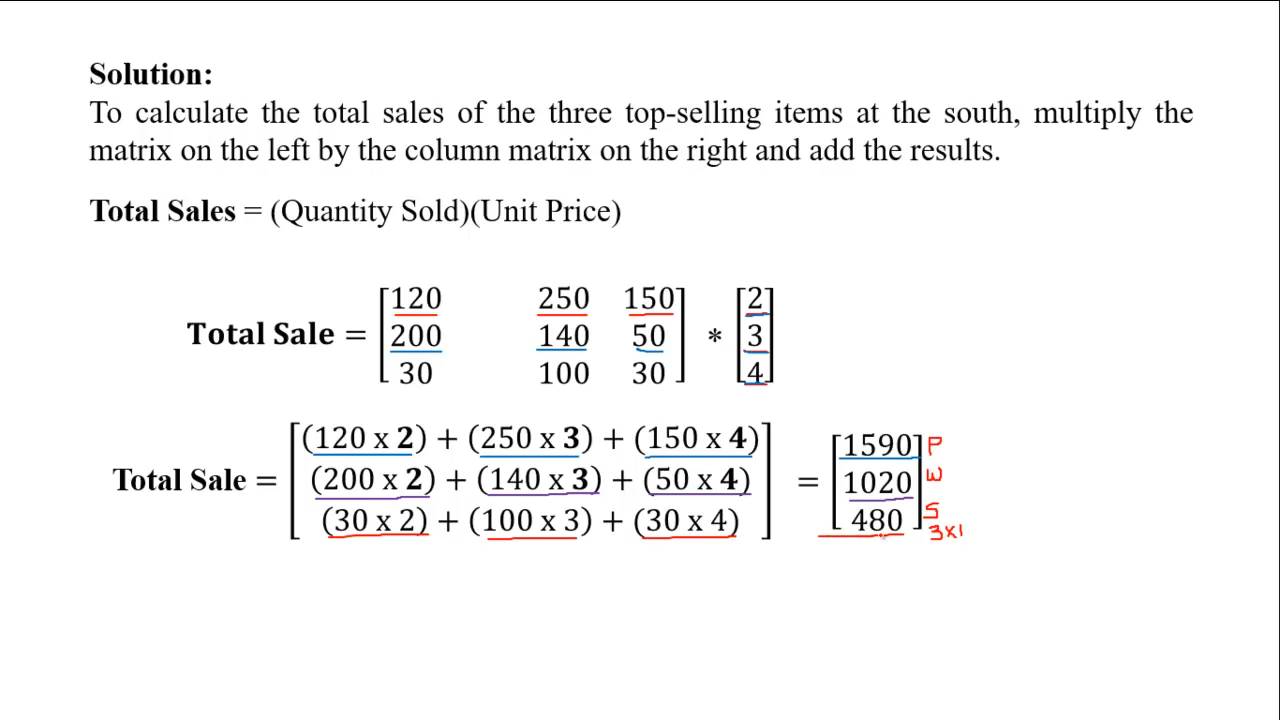 Solution:
To calculate the total sales of the three top-selling items at the south, multiply the
matrix on the left by the column matrix on the right and add the results.
Total Sales = (Quantity Sold)(Unit Price)
120 250 150 2
Total Sale = 200 140 50 * 3
30 100 30 4
(120 x 2) + (250 x 3) + (150 x 4) 1590 P
Total Sale = (200 x 2) + (140 x 3) + (50 x 4) = 1020 W
(30 x 2) + (100 x 3) + (30 x 4) 480 S
3x1